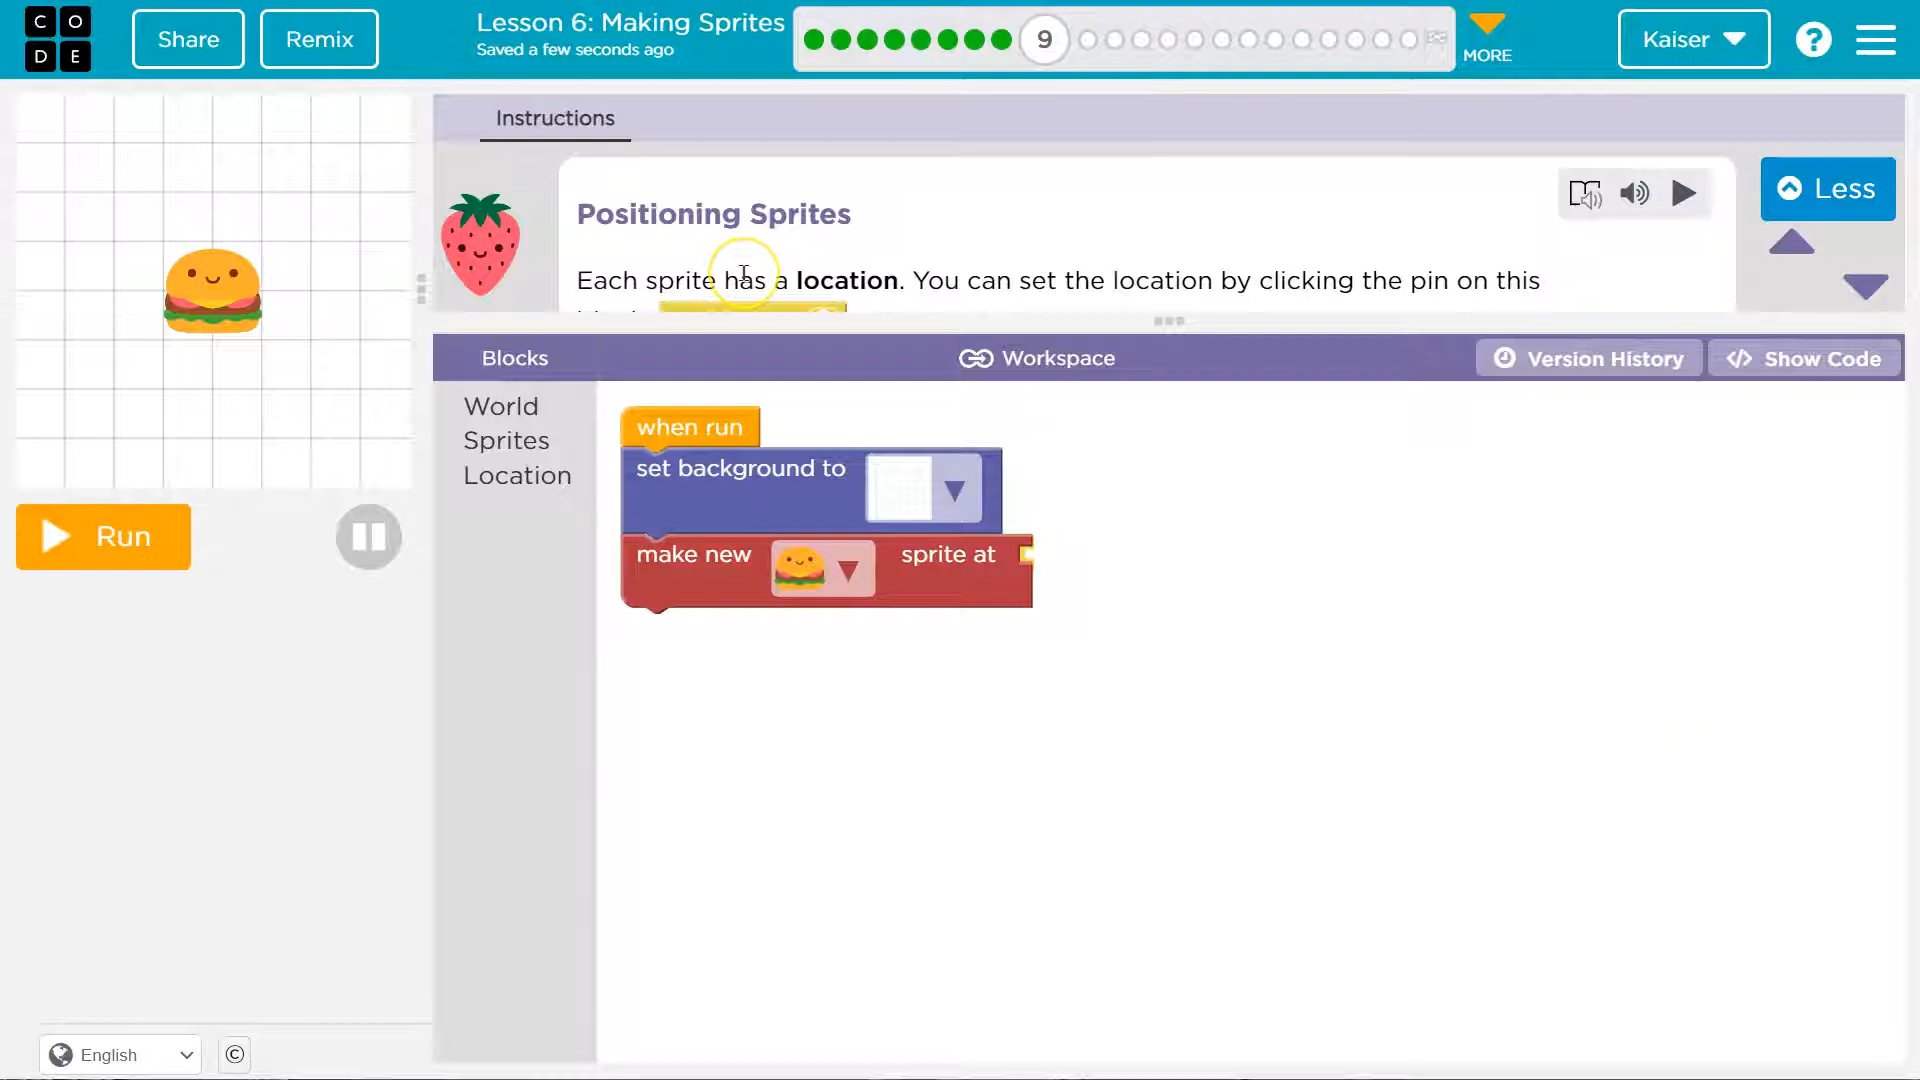 C O
D E
Share
Remix
Lesson 6: Making Sprites
Saved a few seconds ago
9
MORE
Kaiser
?
Instructions
Positioning Sprites
Less
Each sprite has a location. You can set the location by clicking the pin on this
Blocks
Workspace
Version History
Show Code
World
Sprites
Location
when run
set background to
make new
sprite at
Run
English
©